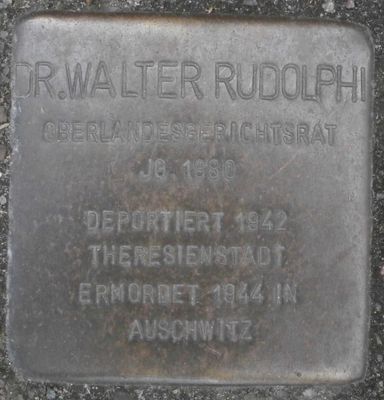 DR. WALTER RUDOLPHI
OBERLANDESGERICHTSRAT
JG. 1880
DEPORTIERT 1942
THERESIENSTADT
ERMORDET 1944 IN
AUSCHWITZ